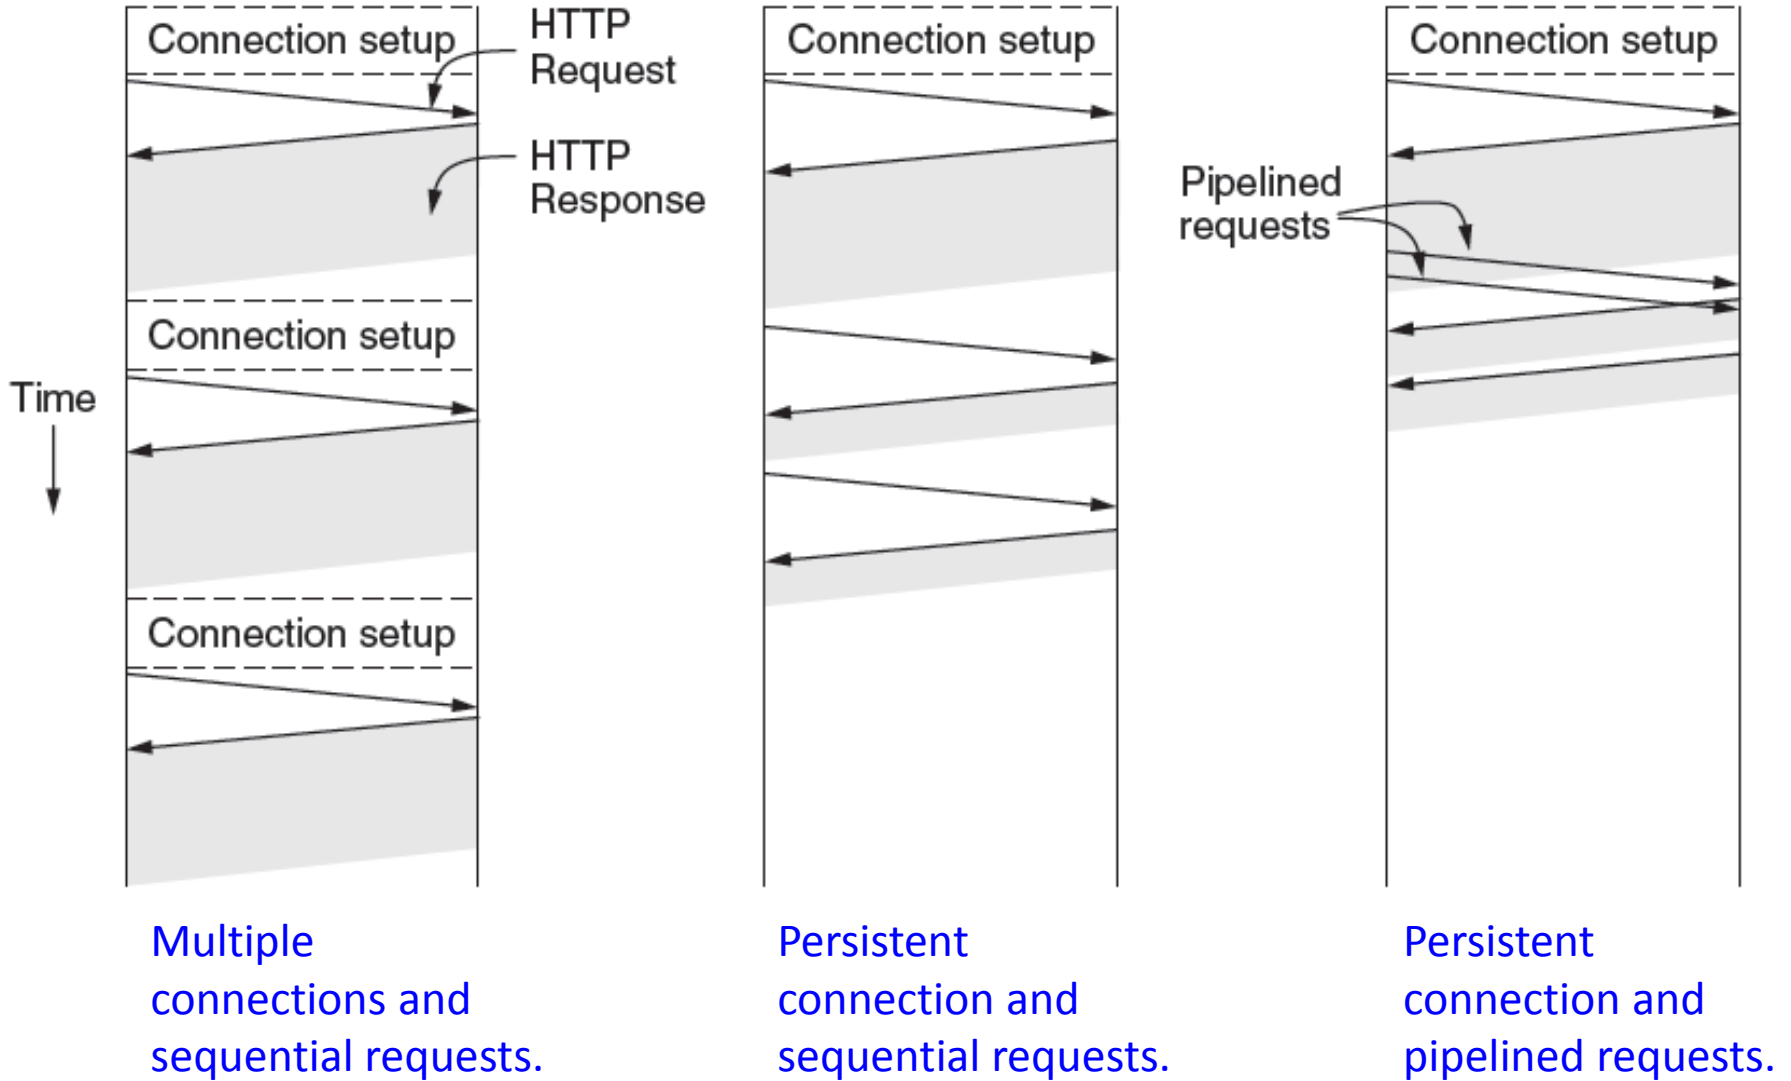 Connection setup
HTTP
Request
HTTP
Response
Connection setup
Connection setup
Time
Multiple
connections and
sequential requests.
Connection setup
Persistent
connection and
sequential requests.
Connection setup
Pipelined
requests
Persistent
connection and
pipelined requests.